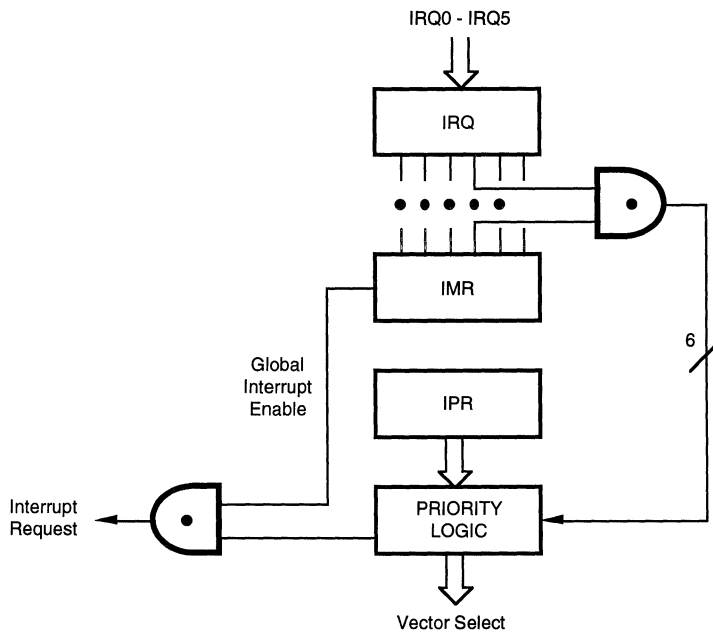 IRQ0 - IRQ5
IRQ
IMR
6
Global
Interrupt
Enable
IPR
Interrupt
Request
PRIORITY
LOGIC
Vector Select